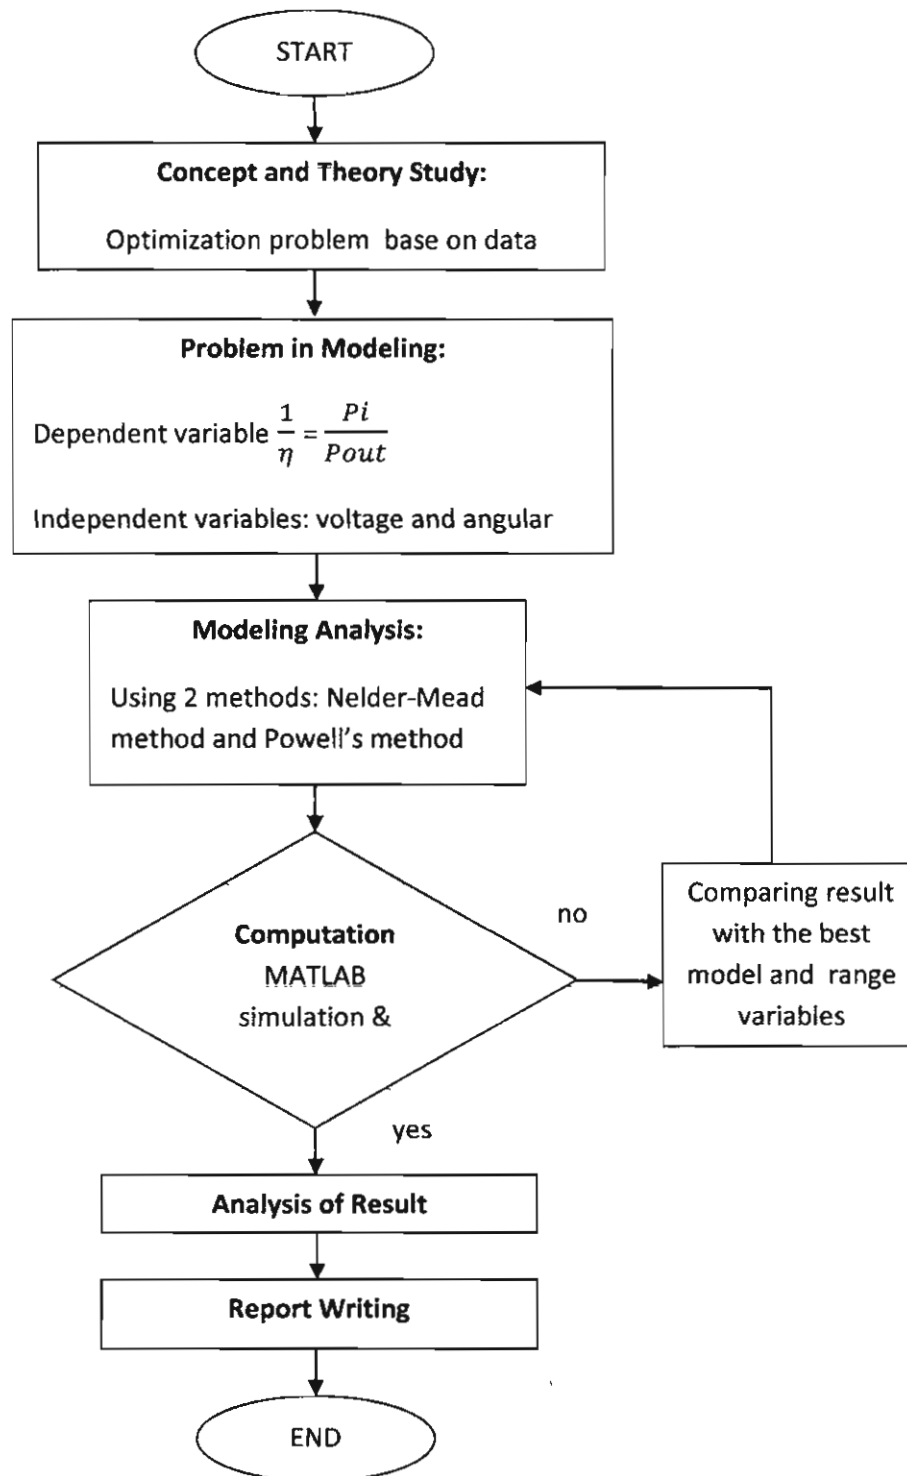 START
Concept and Theory Study:
Optimization problem base on data
Problem in Modeling:
Dependent variable 1/η = Pi/Pout
Independent variables: voltage and angular
Modeling Analysis:
Using 2 methods: Nelder-Mead
method and Powell's method
Computation
MATLAB
simulation &
no
Comparing result
with the best
model and range
variables
yes
Analysis of Result
Report Writing
END